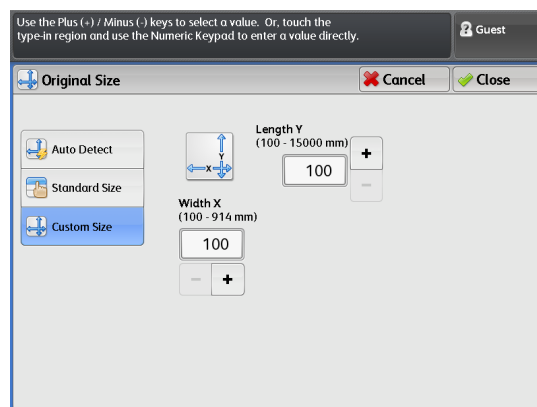 Use the Plus (+) / Minus (-) keys to select a value. Or, touch the
type-in region and use the Numeric Keypad to enter a value directly.
Guest
Original Size
Cancel
Close
Auto Detect
Standard Size
Custom Size
Y
X
Length Y
(100 - 15000 mm)
100
+
−
Width X
(100 - 914 mm)
100
− +